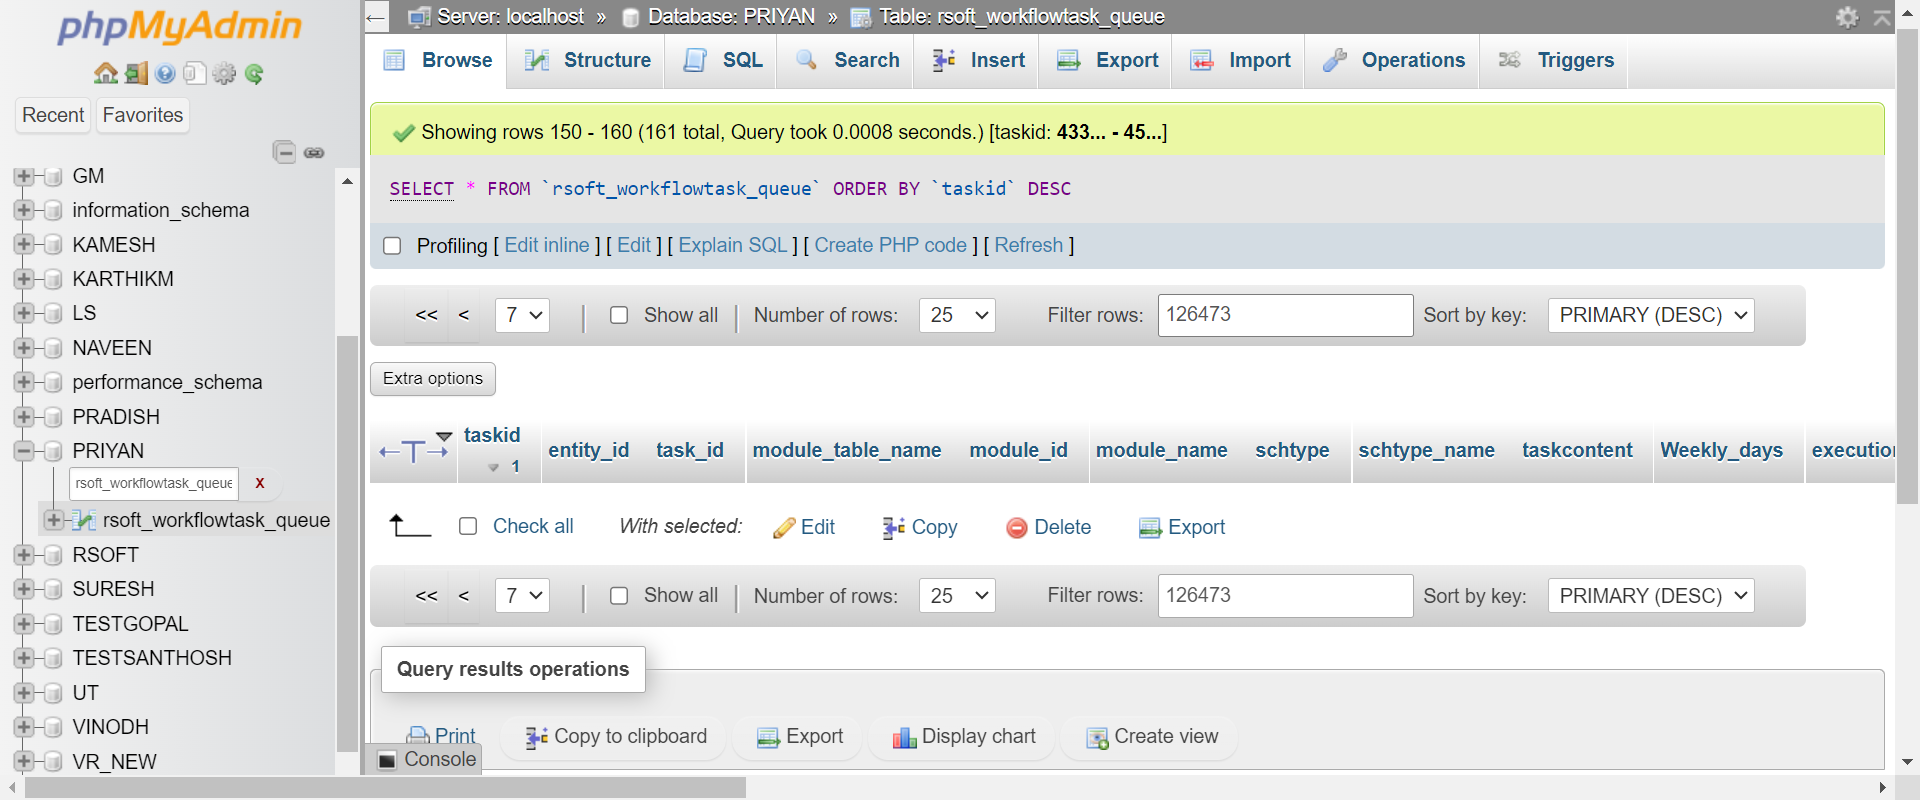 phpMyAdmin
Recent
Favorites
GM
information_schema
KAMESH
KARTHIKM
LS
NAVEEN
performance_schema
PRADISH
PRIYAN
rsoft_workflowtask_queue
X
rsoft_workflowtask_queue
RSOFT
SURESH
TESTGOPAL
TESTSANTHOSH
UT
VINODH
VR_NEW
Server: localhost » Database: PRIYAN » Table: rsoft_workflowtask_queue
Browse Structure SQL Search Insert Export Import Operations Triggers
Showing rows 150 - 160 (161 total, Query took 0.0008 seconds.) [taskid: 433... - 45...]
SELECT * FROM `rsoft_workflowtask_queue` ORDER BY `taskid` DESC
Profiling [ Edit inline ] [ Edit ] [ Explain SQL ] [ Create PHP code ] [ Refresh ]
<< < 7 | Show all | Number of rows: 25 Filter rows: 126473 Sort by key: PRIMARY (DESC)
Extra options
taskid 1 entity_id task_id module_table_name module_id module_name schtype schtype_name taskcontent Weekly_days execution
Check all With selected: Edit Copy Delete Export
<< < 7 | Show all | Number of rows: 25 Filter rows: 126473 Sort by key: PRIMARY (DESC)
Query results operations
Print Copy to clipboard Export Display chart Create view
Console